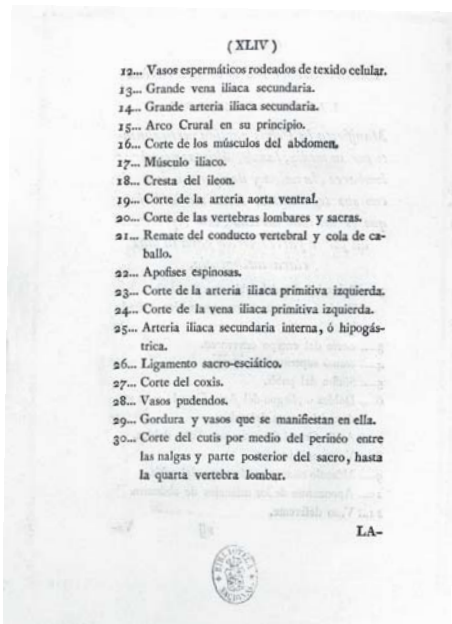 (XLIV)
12... Vasos espermáticos rodeados de texido celular.
13... Grande vena iliaca secundaria.
14... Grande arteria iliaca secundaria.
15... Arco Crural en su principio.
16... Corte de los músculos del abdomen.
17... Músculo iliaco.
18... Cresta del ileon.
19... Corte de la arteria aorta ventral.
20... Corte de las vertebras lombares y sacras.
21... Remate del conducto vertebral y cola de ca-
ballo.
22... Apofises espinosas.
23... Corte de la arteria iliaca primitiva izquierda.
24... Corte de la vena iliaca primitiva izquierda.
25... Arteria iliaca secundaria interna, ó hipogás-
trica.
26... Ligamento sacro-esciático.
27... Corte del coxis.
28... Vasos pudendos.
29... Gordura y vasos que se manifiestan en ella.
30... Corte del cutis por medio del perinéo entre
las nalgas y parte posterior del sacro, hasta
la quarta vertebra lombar.
LA-
BIBLIOTECA
NACIONAL